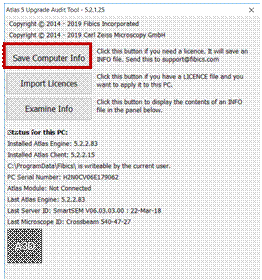 Atlas 5 Upgrade Audit Tool - 5.2.1.25
Copyright © 2014 - 2019 Fibics Incorporated
Copyright © 2014 - 2019 Carl Zeiss Microscopy GmbH
Save Computer Info
Click this button if you need a licence, It will save an
INFO file. Send this to support@fibics.com
Import Licences
Click this button if you have a LICENCE file and you
want to apply it to this PC.
Examine Info
Click this button to display the contents of an INFO
file in the panel below.
Status for this PC:
Installed Atlas Engine: 5.2.2.83
Installed Atlas Client: 5.2.2.15
C:\ProgramData\Fibics\ is writeable by the current user.
PC Serial Number: H2N0CV06E179062
Atlas Module: Not Connected
Last Atlas Engine: 5.2.2.83
Last Server ID: SmartSEM V06.03.03.00 : 22-Mar-18
Last Microscope ID: Crossbeam 540-47-27